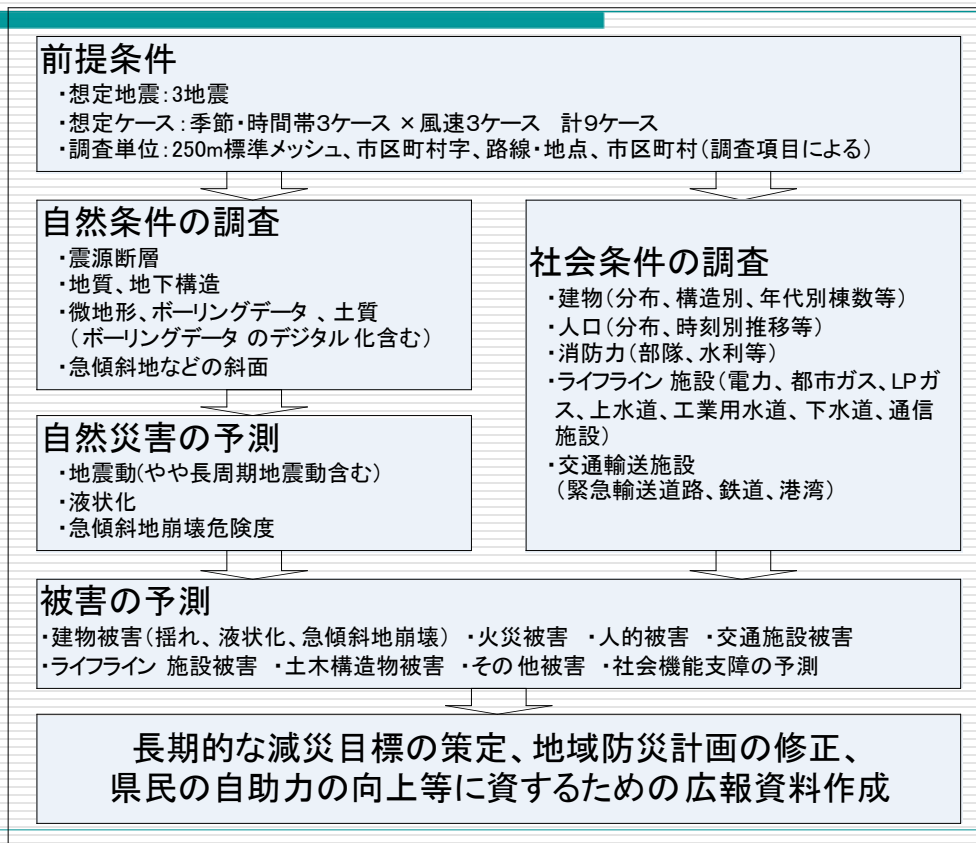 前提条件
・想定地震：3地震
・想定ケース：季節・時間帯3ケース × 風速3ケース　計9ケース
・調査単位：250m標準メッシュ、市区町村字、路線・地点、市区町村（調査項目による）
自然条件の調査
・震源断層
・地質、地下構造
・微地形、ボーリングデータ 、土質
（ボーリングデータ のデジタル 化含む）
・急傾斜地などの斜面
自然災害の予測
・地震動(やや長周期地震動含む）
・液状化
・急傾斜地崩壊危険度
社会条件の調査
・建物（分布、構造別、年代別棟数等）
・人口（分布、時刻別推移等）
・消防力（部隊、水利等）
・ライフライン 施設（電力、都市ガス、LPガ
ス、上水道、工業用水道、下水道、通信
施設）
・交通輸送施設
（緊急輸送道路、鉄道、港湾）
被害の予測
・建物被害（揺れ、液状化、急傾斜地崩壊） ・火災被害 ・人的被害 ・交通施設被害
・ライフライン 施設被害 ・土木構造物被害 ・その他被害 ・社会機能支障の予測
長期的な減災目標の策定、地域防災計画の修正、
県民の自助力の向上等に資するための広報資料作成